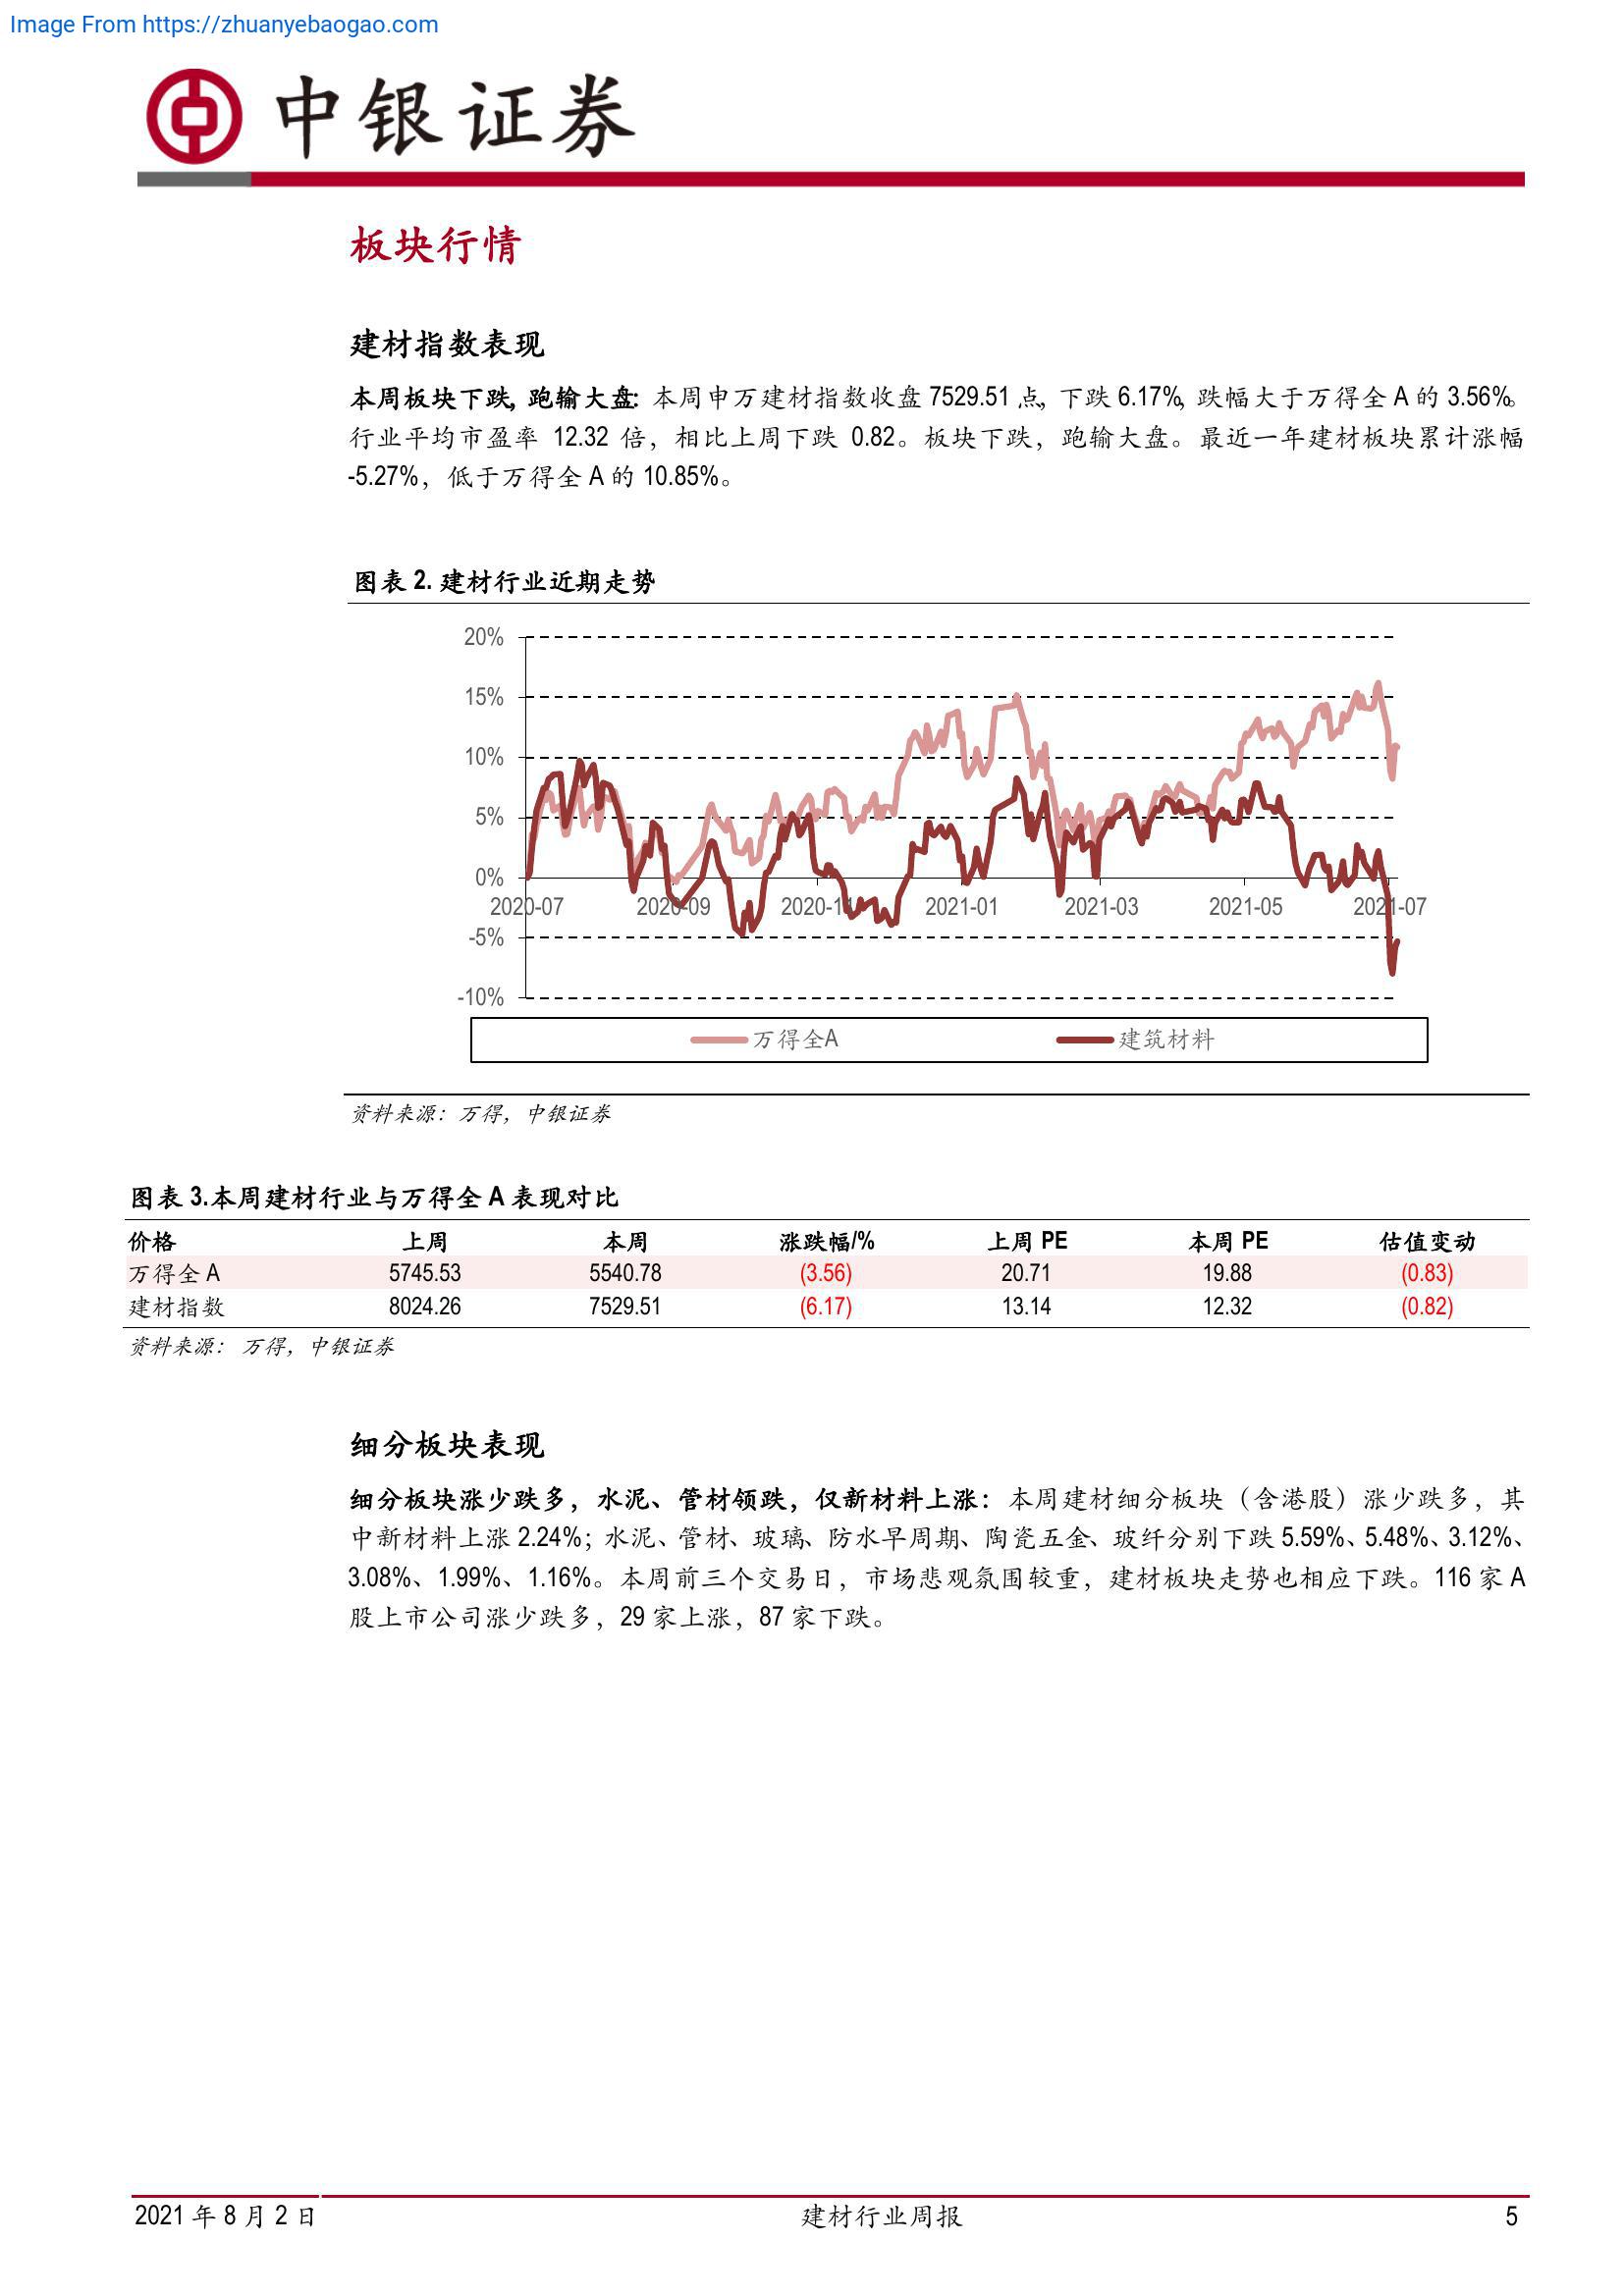 Image From https://zhuanyebaogao.com
中银证券
板块行情
建材指数表现
本周板块下跌，跑输大盘：本周申万建材指数收盘 7529.51 点，下跌 6.17%，跌幅大于万得全 A 的 3.56%。
行业平均市盈率 12.32 倍，相比上周下跌 0.82。板块下跌，跑输大盘。最近一年建材板块累计涨幅
-5.27%，低于万得全 A 的 10.85%。
图表 2. 建材行业近期走势
20%
15%
10%
5%
0%
2020-07 2020-09 2020-11 2021-01 2021-03 2021-05 2021-07
-5%
-10%
万得全A 建筑材料
资料来源：万得，中银证券
图表 3.本周建材行业与万得全 A 表现对比
价格 上周 本周 涨跌幅/% 上周 PE 本周 PE 估值变动
万得全 A 5745.53 5540.78 (3.56) 20.71 19.88 (0.83)
建材指数 8024.26 7529.51 (6.17) 13.14 12.32 (0.82)
资料来源： 万得，中银证券
细分板块表现
细分板块涨少跌多，水泥、管材领跌，仅新材料上涨：本周建材细分板块（含港股）涨少跌多，其
中新材料上涨 2.24%；水泥、管材、玻璃、防水早周期、陶瓷五金、玻纤分别下跌 5.59%、5.48%、3.12%、
3.08%、1.99%、1.16%。本周前三个交易日，市场悲观氛围较重，建材板块走势也相应下跌。116 家 A
股上市公司涨少跌多，29 家上涨，87 家下跌。
2021 年 8 月 2 日 建材行业周报 5